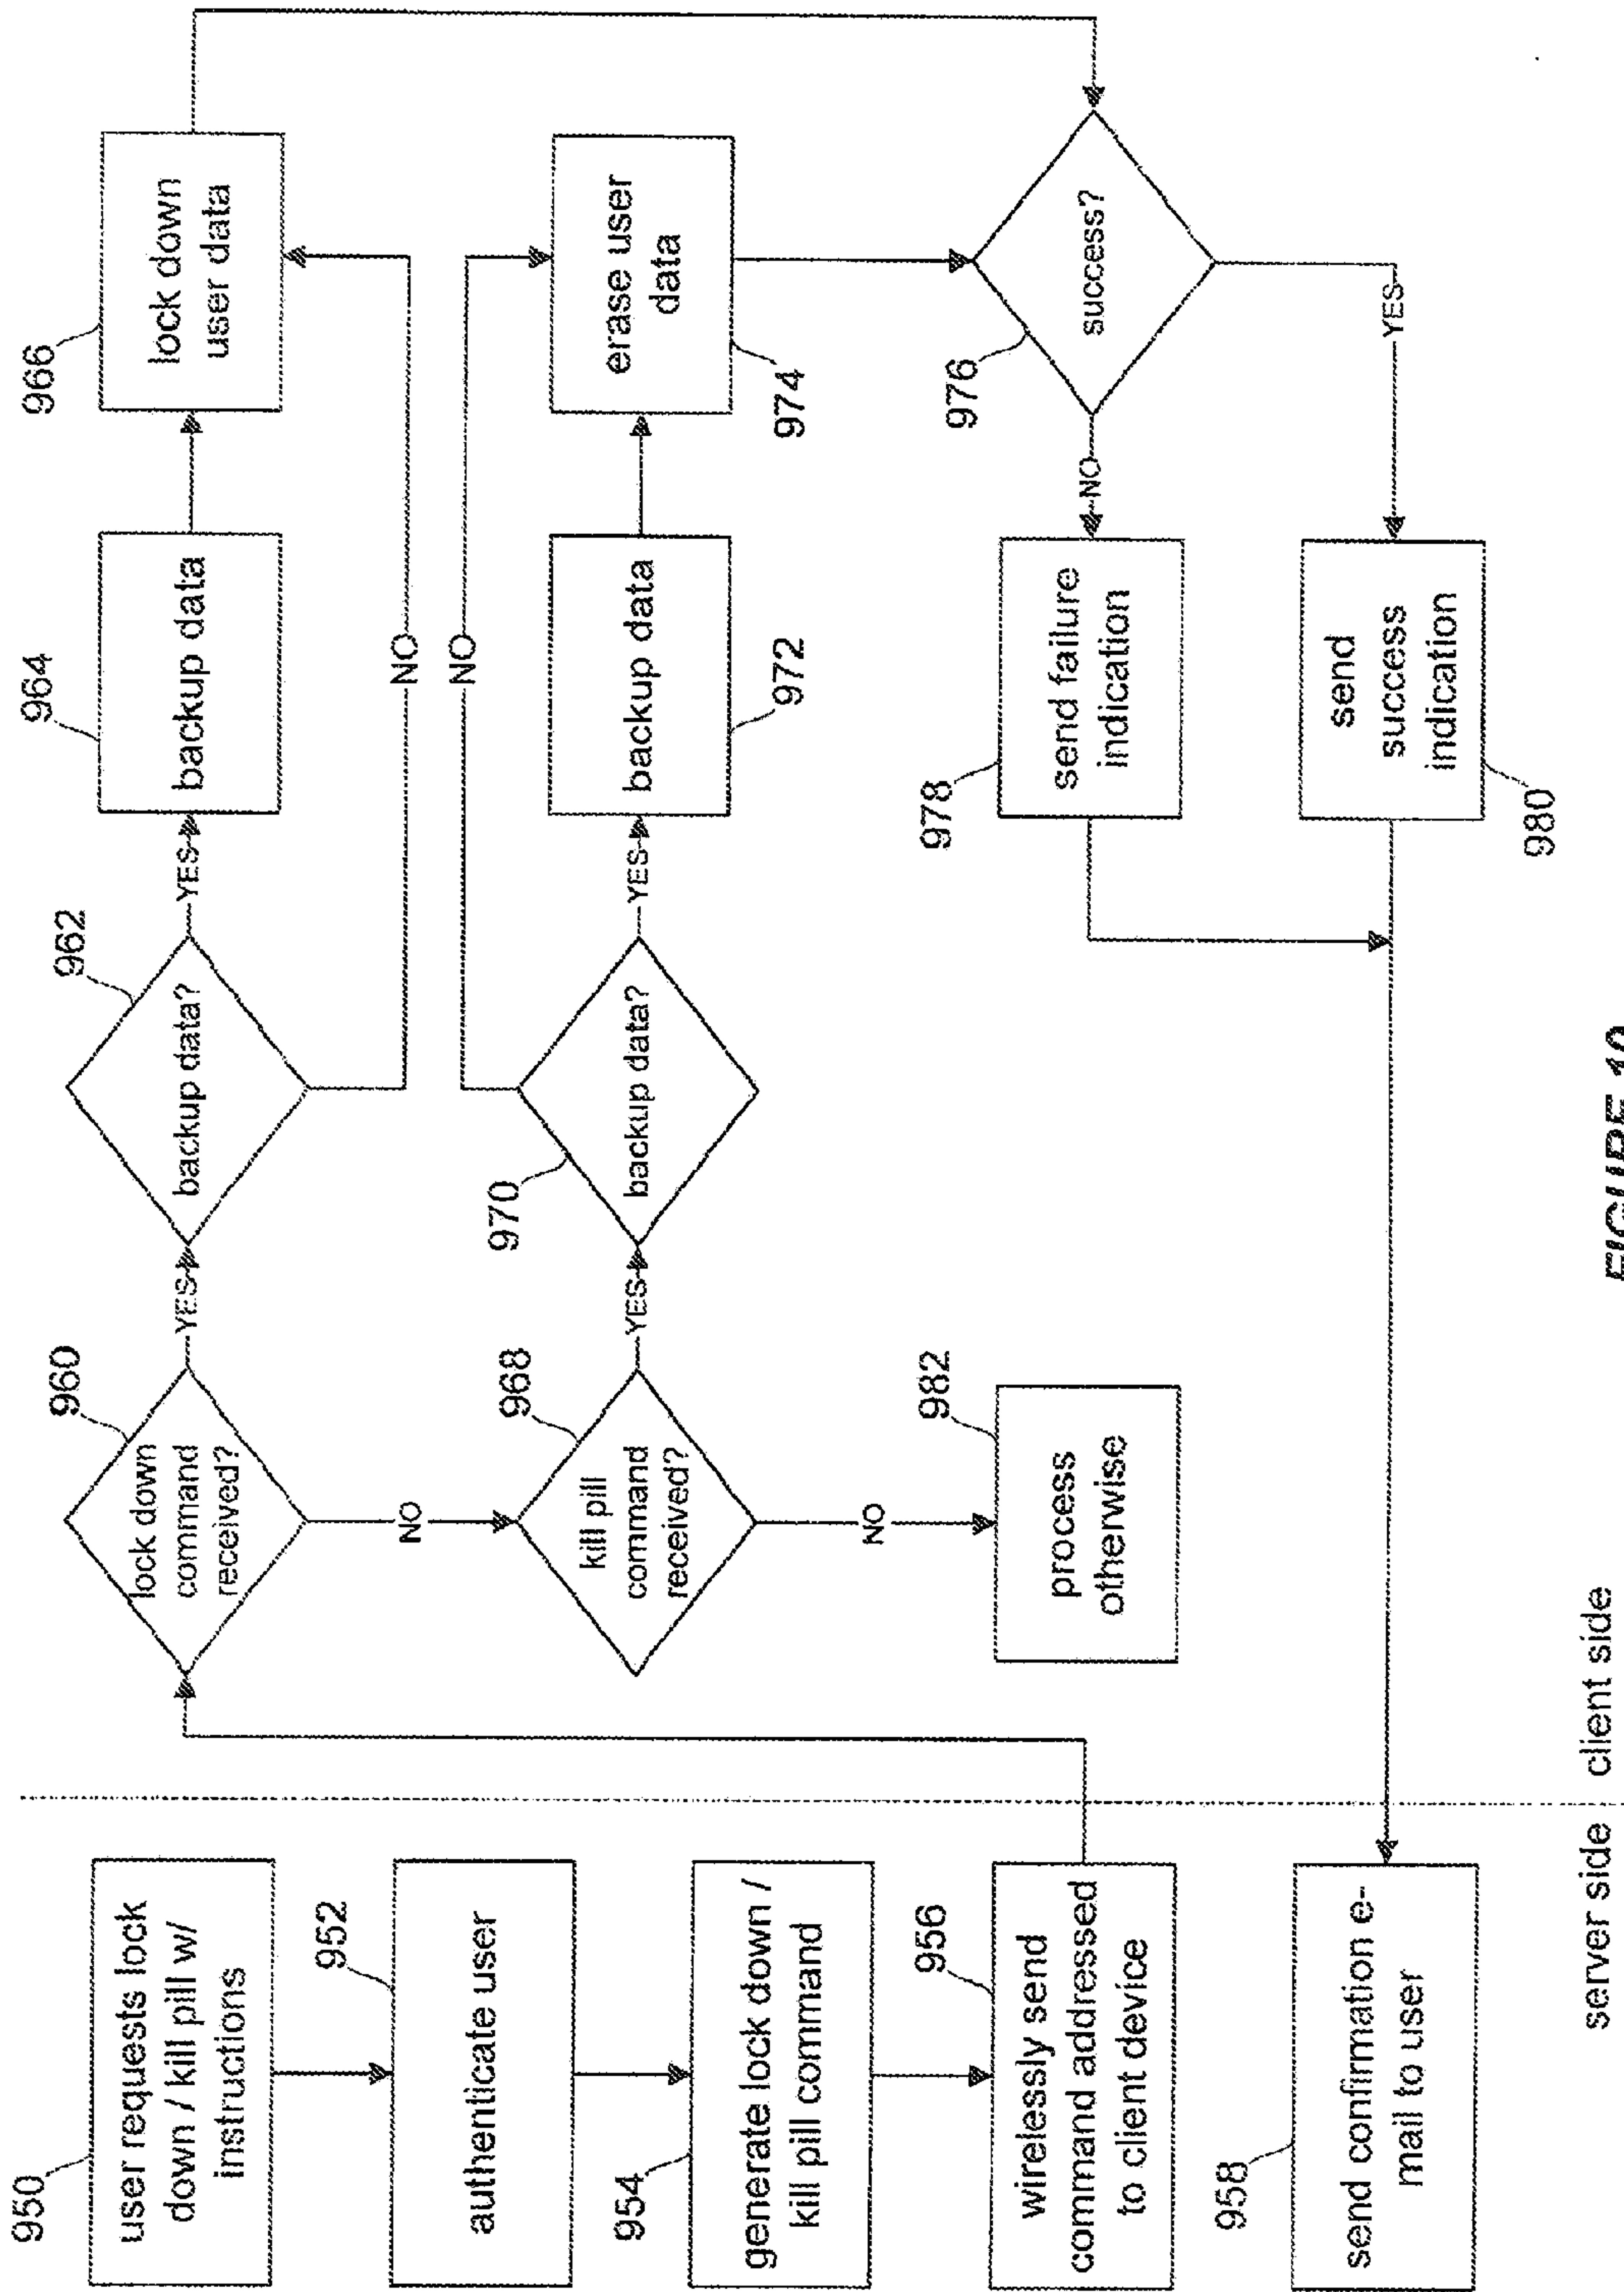 950
user requests lock
down / kill pill w/
instructions
952
authenticate user
954
generate lock down /
kill pill command
956
wirelessly send
command addressed
to client device
958
send confirmation e-
mail to user
server side
client side
960
lock down
command
received?
YES
NO
962
backup data?
YES
NO
964
backup data
966
lock down
user data
968
kill pill
command
received?
YES
NO
970
backup data?
YES
NO
972
backup data
974
erase user
data
982
process
otherwise
976
success?
NO
YES
978
send failure
indication
980
send
success
indication
FIGURE